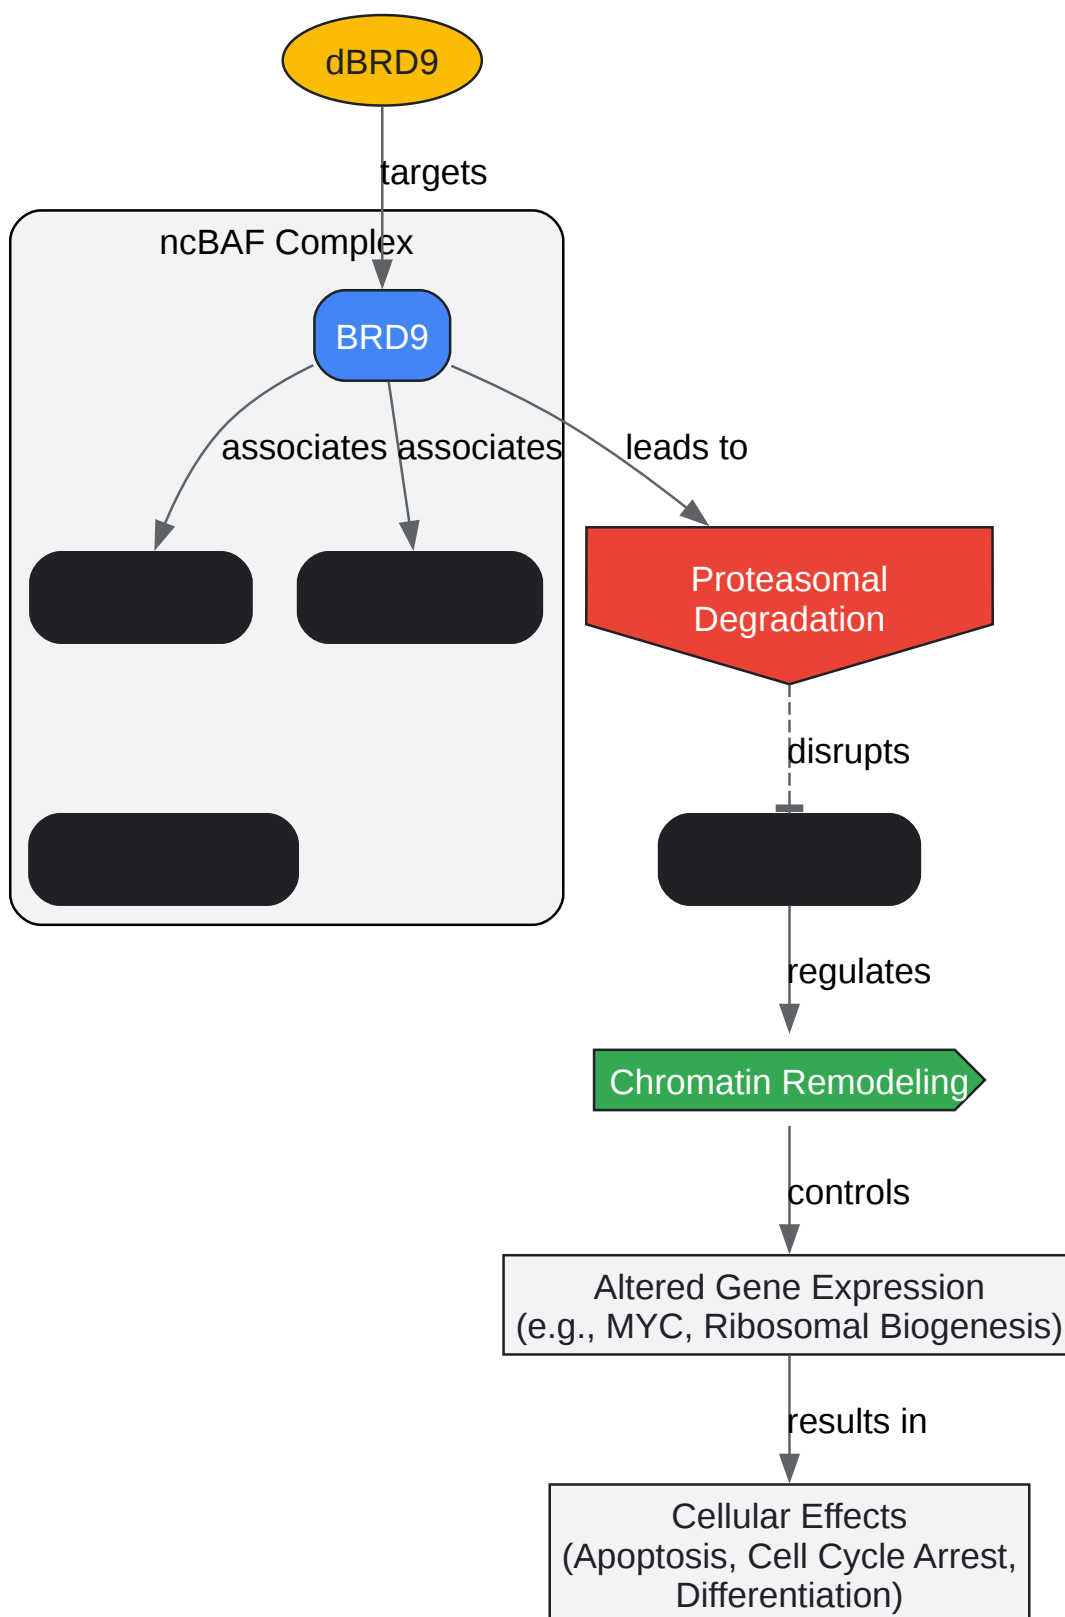 dBRD9
targets
ncBAF Complex
BRD9
associates
associates
leads to
Proteasomal
Degradation
disrupts
regulates
Chromatin Remodeling
controls
Altered Gene Expression
(e.g., MYC, Ribosomal Biogenesis)
results in
Cellular Effects
(Apoptosis, Cell Cycle Arrest,
Differentiation)